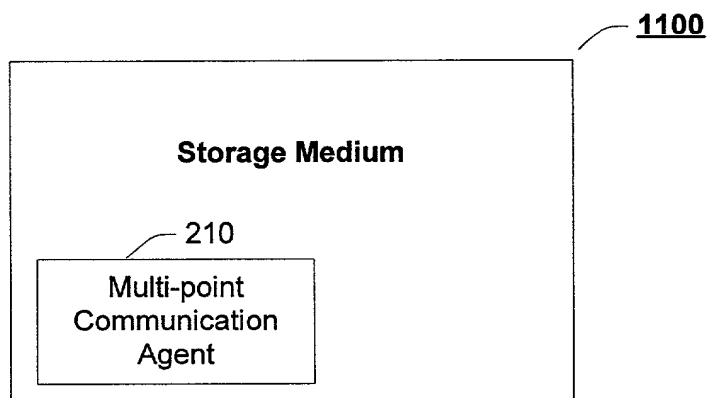 1100
Storage Medium
210
Multi-point
Communication
Agent